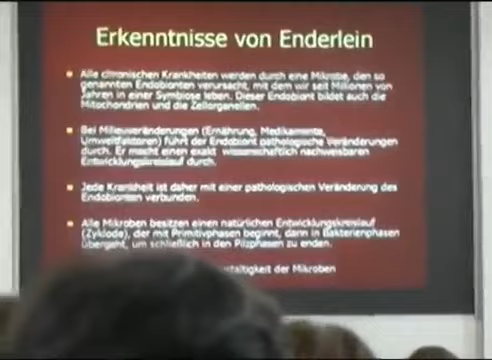 Erkenntnisse von Enderlein
Alle chronischen Krankheiten werden durch eine Mikrobe, den so
genannten Endobionten verursacht, mit dem wir seit Millionen von
Jahren in einer Symbiose leben. Dieser Endobiont bildet auch die
Mitochondrien und die Zellorganellen.
Bei Milieuveränderungen (Ernährung, Medikamente,
Umweltfaktoren) führt der Endobiont pathologische Veränderungen
durch. Er macht einen exakt wissenschaftlich nachweisbaren
Entwicklungskreislauf durch.
Jede Krankheit ist daher mit einer pathologischen Veränderung des
Endobionten verbunden.
Alle Mikroben besitzen einen natürlichen Entwicklungskreislauf
(Zyklode), der mit Primitivphasen beginnt, dann in Bakterienphasen
übergeht, um schließlich in den Pilzphasen zu enden.
der Mikroben